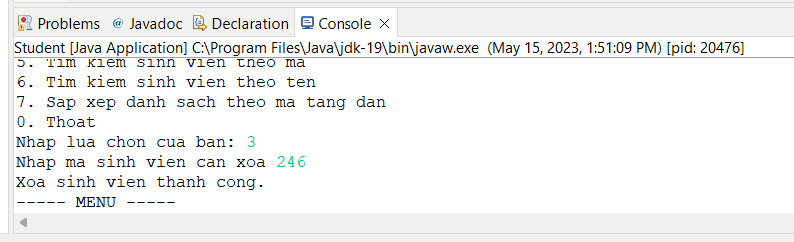 Problems @ Javadoc Declaration Console
Student [Java Application] C:\Program Files\Java\jdk-19\bin\javaw.exe (May 15, 2023, 1:51:09 PM) [pid: 20476]
5. Tim kiem sinh vien theo ma
6. Tim kiem sinh vien theo ten
7. Sap xep danh sach theo ma tang dan
0. Thoat
Nhap lua chon cua ban: 3
Nhap ma sinh vien can xoa 246
Xoa sinh vien thanh cong.
----- MENU -----